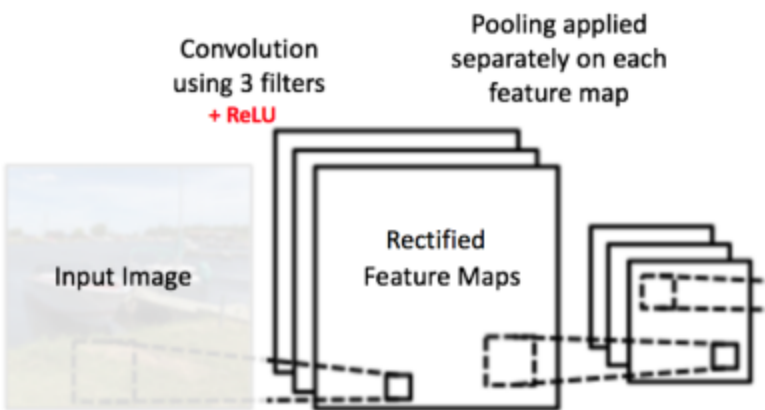 Convolution
using 3 filters
+ ReLU
Pooling applied
separately on each
feature map
Input Image
Rectified
Feature Maps